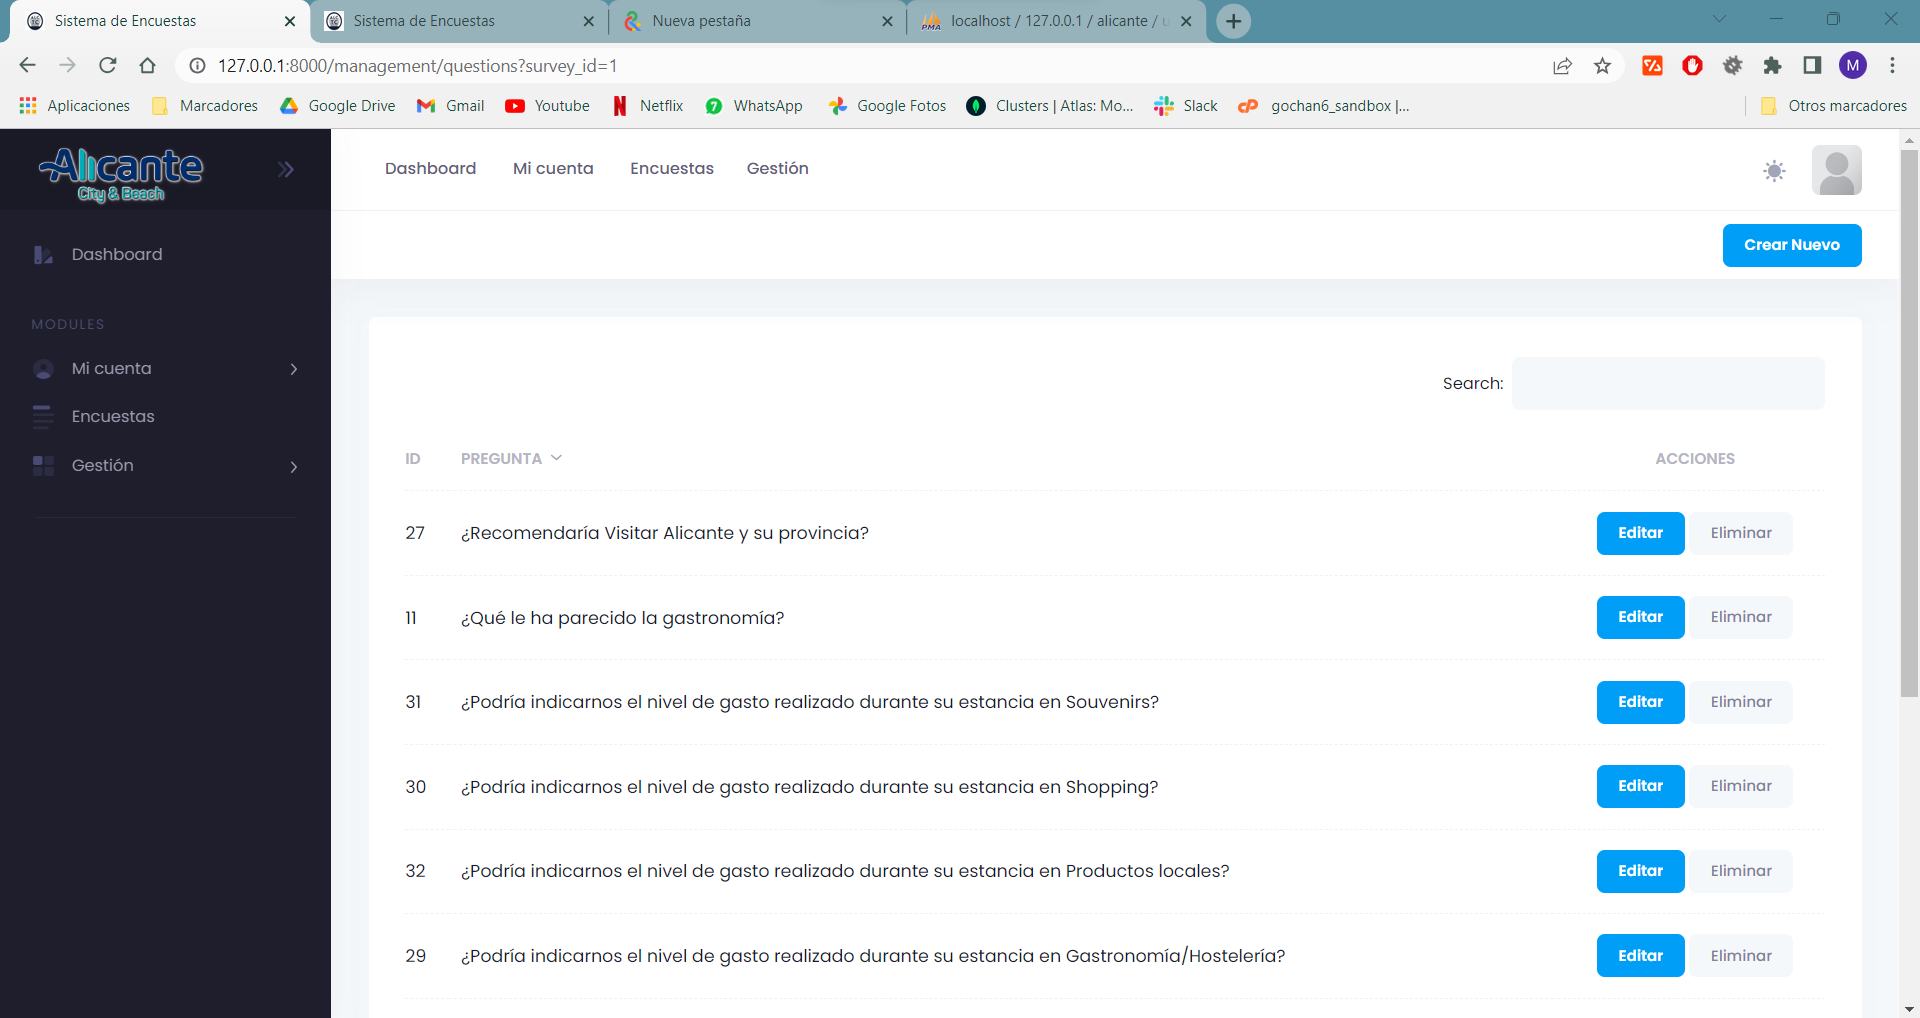 Sistema de Encuestas
Sistema de Encuestas
Nueva pestaña
localhost / 127.0.0.1 / alicante / u
127.0.0.1:8000/management/questions?survey_id=1
M
Aplicaciones
Marcadores
Google Drive
Gmail
Youtube
Netflix
WhatsApp
Google Fotos
Clusters | Atlas: Mo...
Slack
gochan6_sandbox |...
Otros marcadores
Alicante
City & Beach
Dashboard
Mi cuenta
Encuestas
Gestión
Crear Nuevo
Dashboard
MODULES
Mi cuenta
Encuestas
Gestión
Search:
ID PREGUNTA ACCIONES
27 ¿Recomendaría Visitar Alicante y su provincia? Editar Eliminar
11 ¿Qué le ha parecido la gastronomía? Editar Eliminar
31 ¿Podría indicarnos el nivel de gasto realizado durante su estancia en Souvenirs? Editar Eliminar
30 ¿Podría indicarnos el nivel de gasto realizado durante su estancia en Shopping? Editar Eliminar
32 ¿Podría indicarnos el nivel de gasto realizado durante su estancia en Productos locales? Editar Eliminar
29 ¿Podría indicarnos el nivel de gasto realizado durante su estancia en Gastronomía/Hostelería? Editar Eliminar